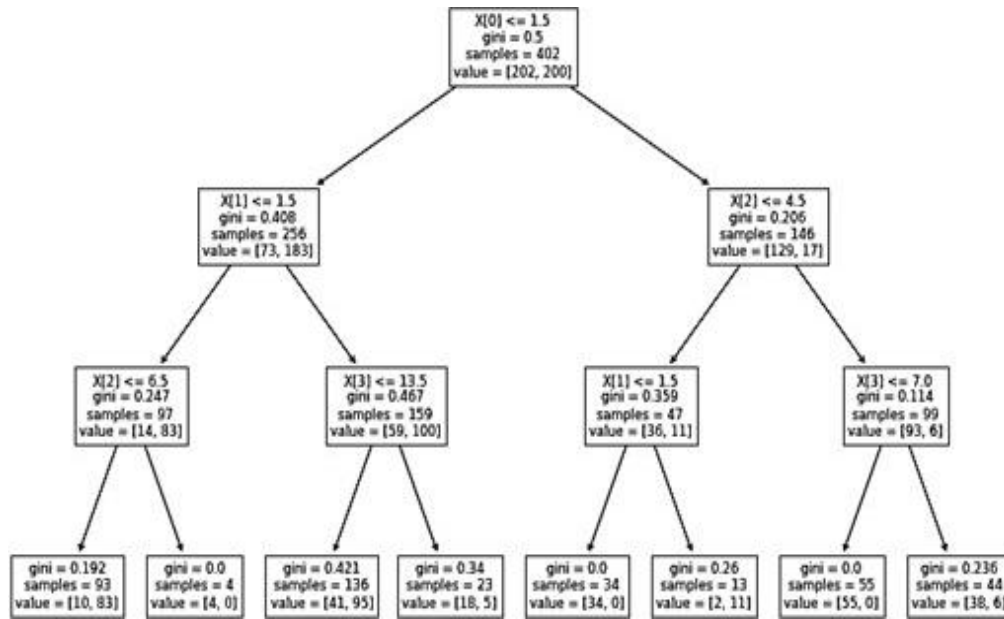 X[0] <= 1.5
gini = 0.5
samples = 402
value = [202, 200]
X[1] <= 1.5
gini = 0.408
samples = 256
value = [73, 183]
X[2] <= 4.5
gini = 0.206
samples = 146
value = [129, 17]
X[2] <= 6.5
gini = 0.247
samples = 97
value = [14, 83]
X[3] <= 13.5
gini = 0.467
samples = 159
value = [59, 100]
X[1] <= 1.5
gini = 0.359
samples = 47
value = [36, 11]
X[3] <= 7.0
gini = 0.114
samples = 99
value = [93, 6]
gini = 0.192
samples = 93
value = [10, 83]
gini = 0.0
samples = 4
value = [4, 0]
gini = 0.421
samples = 136
value = [41, 95]
gini = 0.34
samples = 23
value = [18, 5]
gini = 0.0
samples = 34
value = [34, 0]
gini = 0.26
samples = 13
value = [2, 11]
gini = 0.0
samples = 55
value = [55, 0]
gini = 0.236
samples = 44
value = [38, 6]